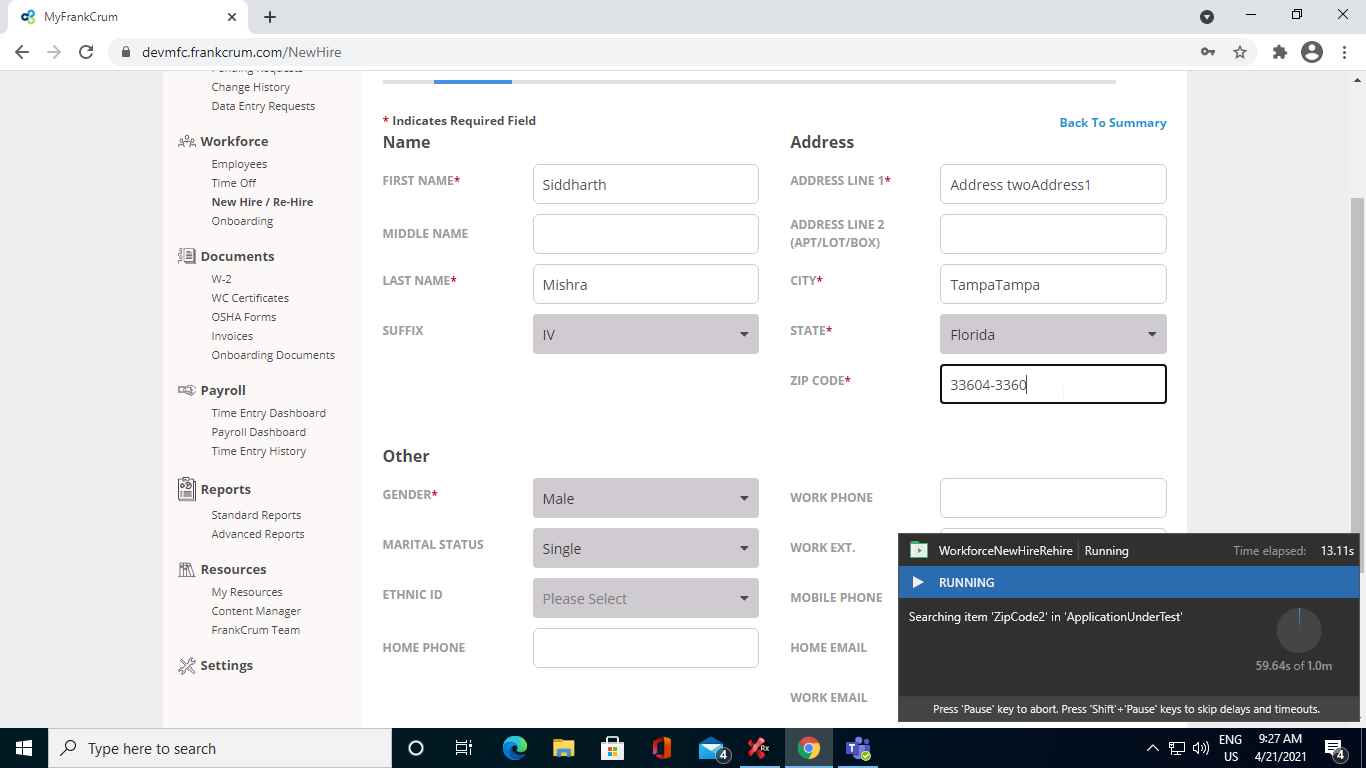 MyFrankCrum
devmfc.frankcrum.com/NewHire
Pending Requests
Change History
Data Entry Requests
Workforce
Employees
Time Off
New Hire / Re-Hire
Onboarding
Documents
W-2
WC Certificates
OSHA Forms
Invoices
Onboarding Documents
Payroll
Time Entry Dashboard
Payroll Dashboard
Time Entry History
Reports
Standard Reports
Advanced Reports
Resources
My Resources
Content Manager
FrankCrum Team
Settings
* Indicates Required Field
Back To Summary
Name
FIRST NAME* Siddharth
MIDDLE NAME
LAST NAME* Mishra
SUFFIX IV
Address
ADDRESS LINE 1* Address twoAddress1
ADDRESS LINE 2
(APT/LOT/BOX)
CITY* TampaTampa
STATE* Florida
ZIP CODE* 33604-3360
Other
GENDER* Male
MARITAL STATUS Single
ETHNIC ID Please Select
HOME PHONE
WORK PHONE
WORK EXT.
MOBILE PHONE
HOME EMAIL
WORK EMAIL
WorkforceNewHireRehire Running Time elapsed: 13.11s
RUNNING
Searching item 'ZipCode2' in 'ApplicationUnderTest'
59.64s of 1.0m
Press 'Pause' key to abort. Press 'Shift'+'Pause' keys to skip delays and timeouts.
Type here to search
4
Rx
ENG
US
9:27 AM
4/21/2021
4